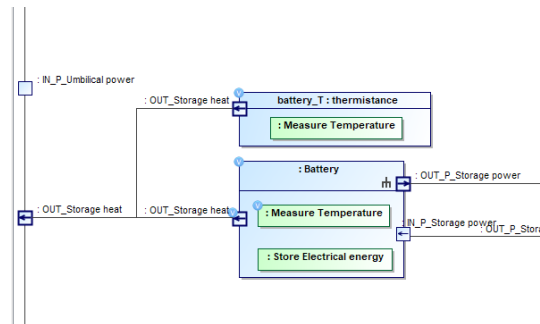 : IN_P_Umbilical power
: OUT_Storage heat
battery_T : thermistance
: Measure Temperature
: Battery
: OUT_P_Storage power
: OUT_Storage heat
: OUT_Storage heat
: Measure Temperature
: IN_P_Storage power
: OUT_P_Stora
: Store Electrical energy